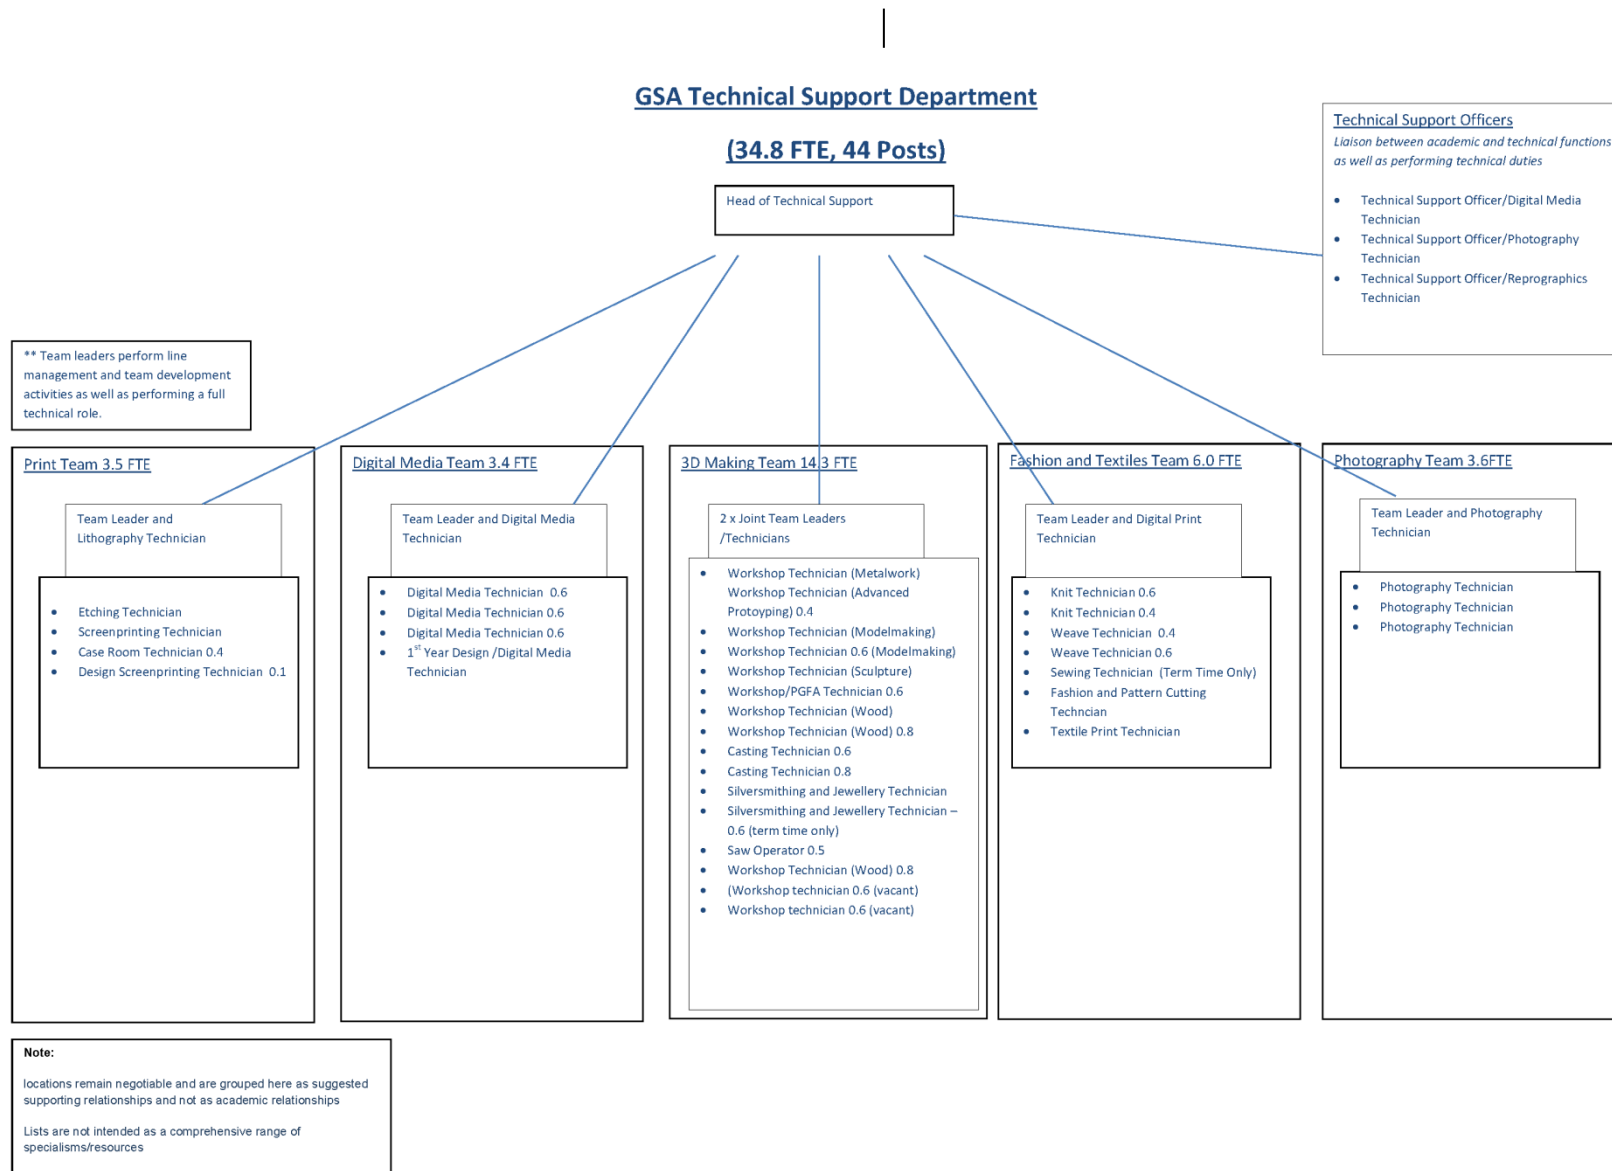 GSA Technical Support Department
(34.8 FTE, 44 Posts)
Head of Technical Support
Technical Support Officers
Liaison between academic and technical functions
as well as performing technical duties
• Technical Support Officer/Digital Media
Technician
• Technical Support Officer/Photography
Technician
• Technical Support Officer/Reprographics
Technician
** Team leaders perform line
management and team development
activities as well as performing a full
technical role.
Print Team 3.5 FTE
Team Leader and
Lithography Technician
• Etching Technician
• Screenprinting Technician
• Case Room Technician 0.4
• Design Screenprinting Technician 0.1
Digital Media Team 3.4 FTE
Team Leader and Digital Media
Technician
• Digital Media Technician 0.6
• Digital Media Technician 0.6
• Digital Media Technician 0.6
• 1st Year Design /Digital Media
Technician
3D Making Team 14.3 FTE
2 x Joint Team Leaders
/Technicians
• Workshop Technician (Metalwork)
Workshop Technician (Advanced
Protoyping) 0.4
• Workshop Technician (Modelmaking)
• Workshop Technician 0.6 (Modelmaking)
• Workshop Technician (Sculpture)
• Workshop/PGFA Technician 0.6
• Workshop Technician (Wood)
• Workshop Technician (Wood) 0.8
• Casting Technician 0.6
• Casting Technician 0.8
• Silversmithing and Jewellery Technician
• Silversmithing and Jewellery Technician –
0.6 (term time only)
• Saw Operator 0.5
• Workshop Technician (Wood) 0.8
• (Workshop technician 0.6 (vacant)
• Workshop technician 0.6 (vacant)
Fashion and Textiles Team 6.0 FTE
Team Leader and Digital Print
Technician
• Knit Technician 0.6
• Knit Technician 0.4
• Weave Technician 0.4
• Weave Technician 0.6
• Sewing Technician (Term Time Only)
• Fashion and Pattern Cutting
Techncian
• Textile Print Technician
Photography Team 3.6FTE
Team Leader and Photography
Technician
• Photography Technician
• Photography Technician
• Photography Technician
Note:
locations remain negotiable and are grouped here as suggested
supporting relationships and not as academic relationships
Lists are not intended as a comprehensive range of
specialisms/resources